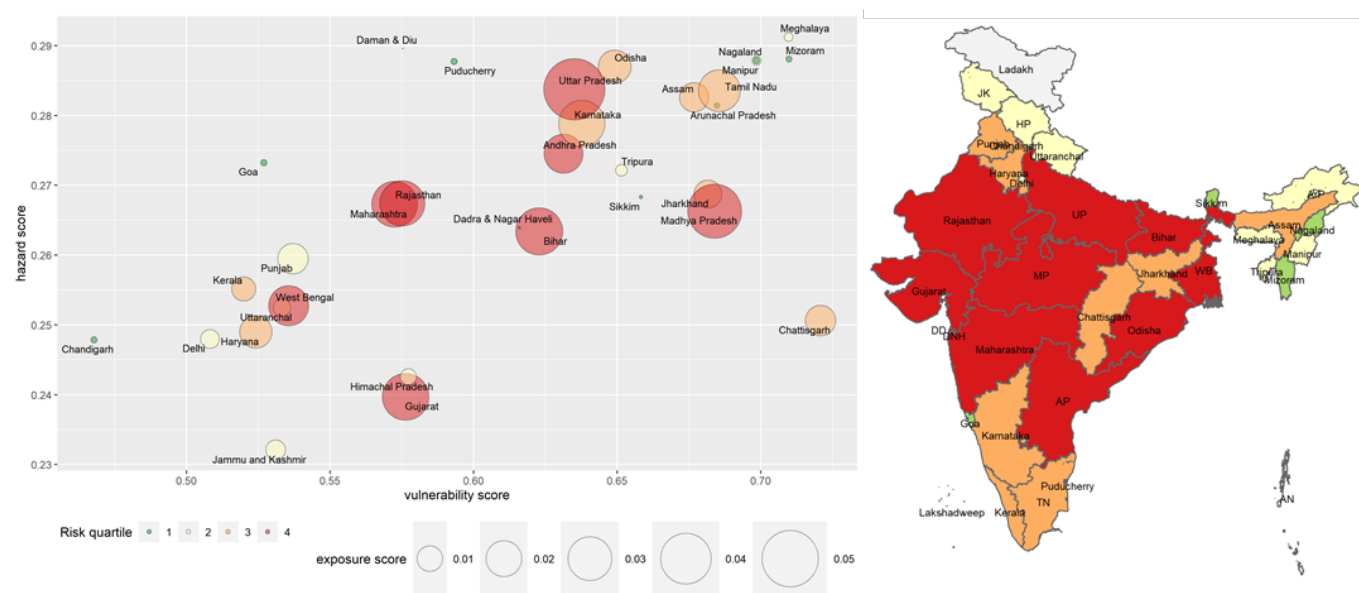 0.29
0.28
0.27
0.26
0.25
0.24
0.23
hazard score
Daman & Diu
Puducherry
Odisha
Meghalaya
Nagaland
Mizoram
Manipur
Uttar Pradesh
Assam
Tamil Nadu
Karnataka
Arunachal Pradesh
Andhra Pradesh
Tripura
Goa
Rajasthan
Maharashtra
Sikkim
Jharkhand
Dadra & Nagar Haveli
Madhya Pradesh
Bihar
Punjab
Kerala
West Bengal
Uttaranchal
Haryana
Delhi
Chandigarh
Chattisgarh
Himachal Pradesh
Gujarat
Jammu and Kashmir
0.50 0.55 0.60 0.65 0.70
vulnerability score
Risk quartile 1 2 3 4
exposure score 0.01 0.02 0.03 0.04 0.05
Ladakh
JK
HP
Punjab
Chandigarh
Uttaranchal
Haryana
Delhi
Rajasthan
UP
Sikkim
AP
Assam
Nagaland
Bihar
Meghalaya
Manipur
Tripura
Mizoram
MP
Jharkhand
WB
Gujarat
Chattisgarh
DD
DNH
Odisha
Maharashtra
AP
Goa
Karnataka
Puducherry
TN
Lakshadweep
Kerala
AN